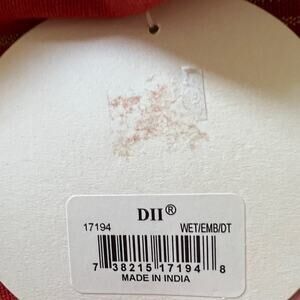 DII®
17194 WET/EMB/DT
7 38215 17194 8
MADE IN INDIA